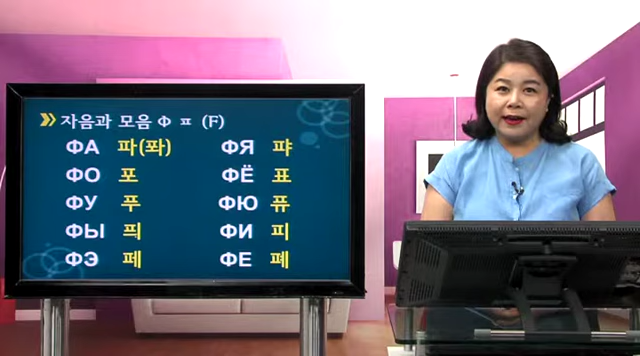 자음과 모음 Ф ㅍ (F)
ФА 파(퐈) ФЯ 퍄
ФО 포 ФЁ 표
ФУ 푸 ФЮ 퓨
ФЫ 픠 ФИ 피
ФЭ 페 ФЕ 폐